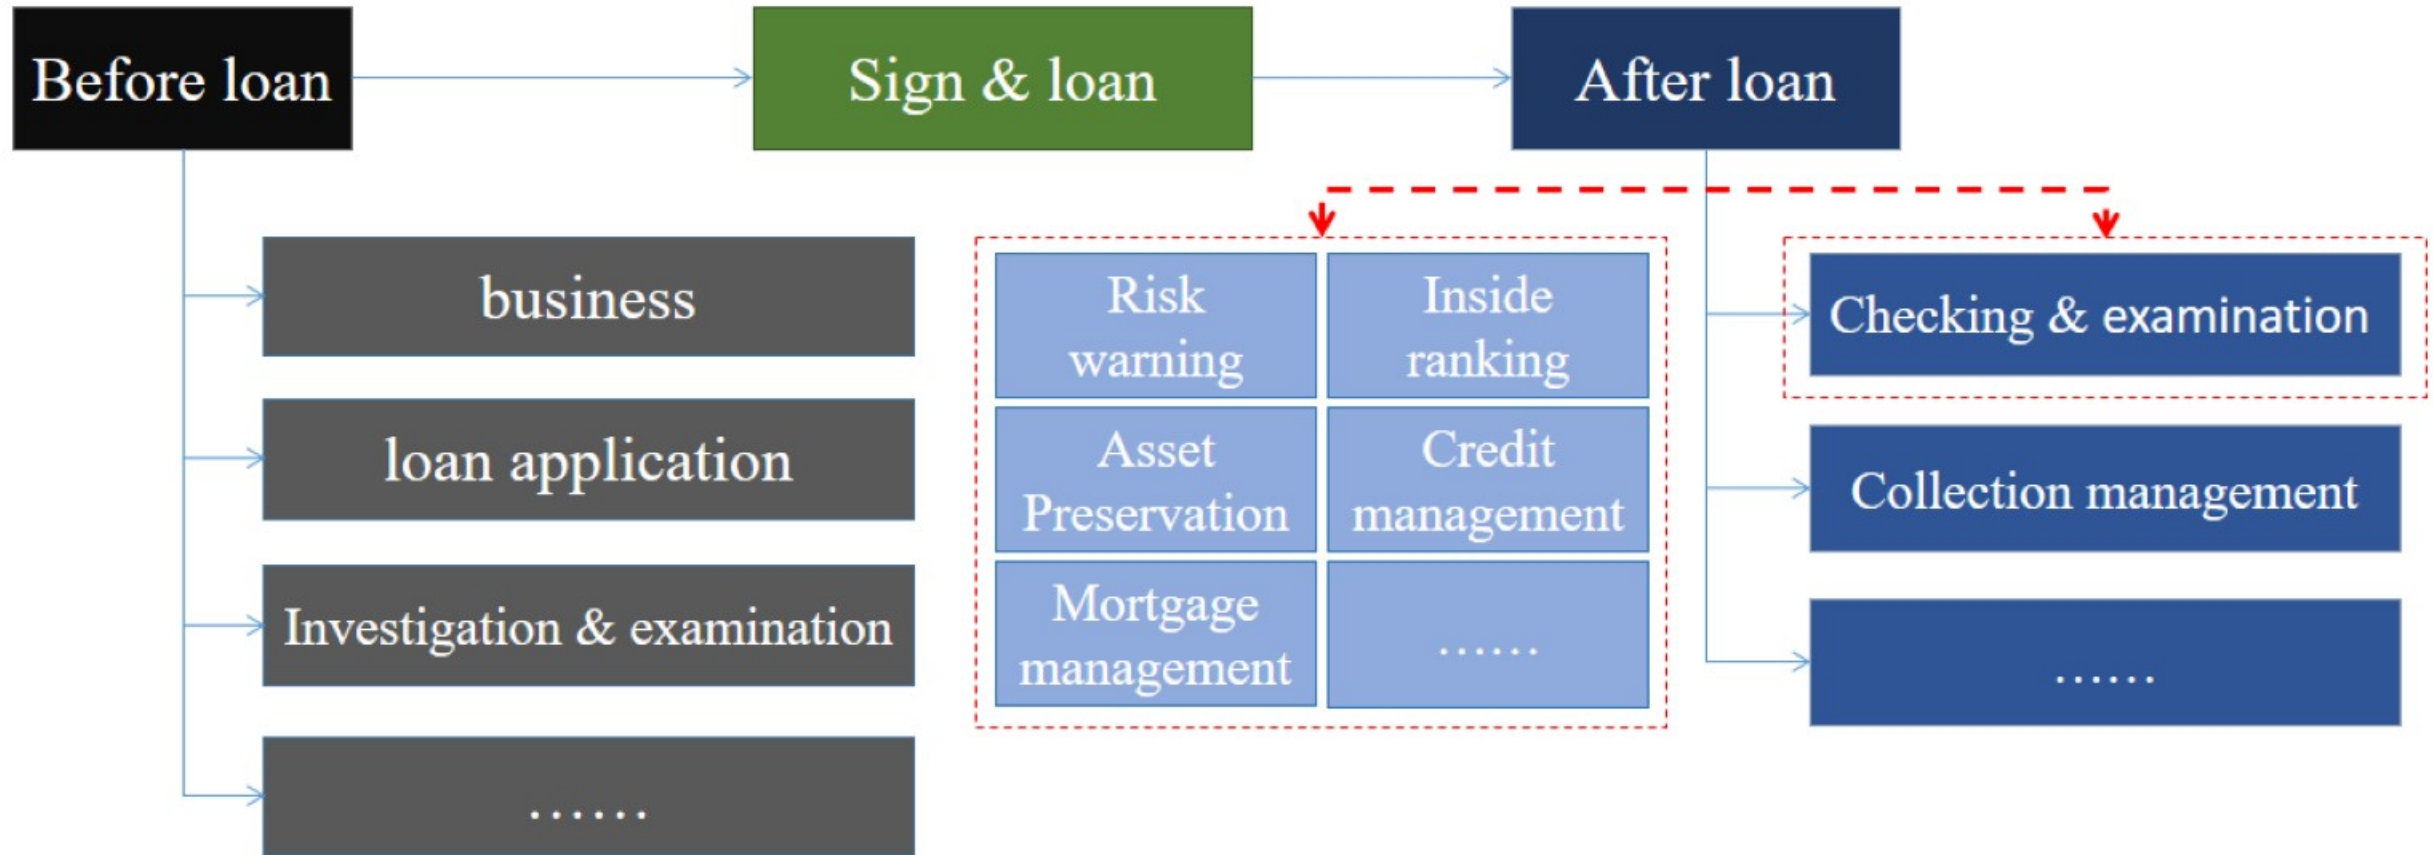 Before loan
Sign & loan
After loan
business
loan application
Investigation & examination
……
Risk
warning
Inside
ranking
Asset
Preservation
Credit
management
Mortgage
management
……
Checking & examination
Collection management
……